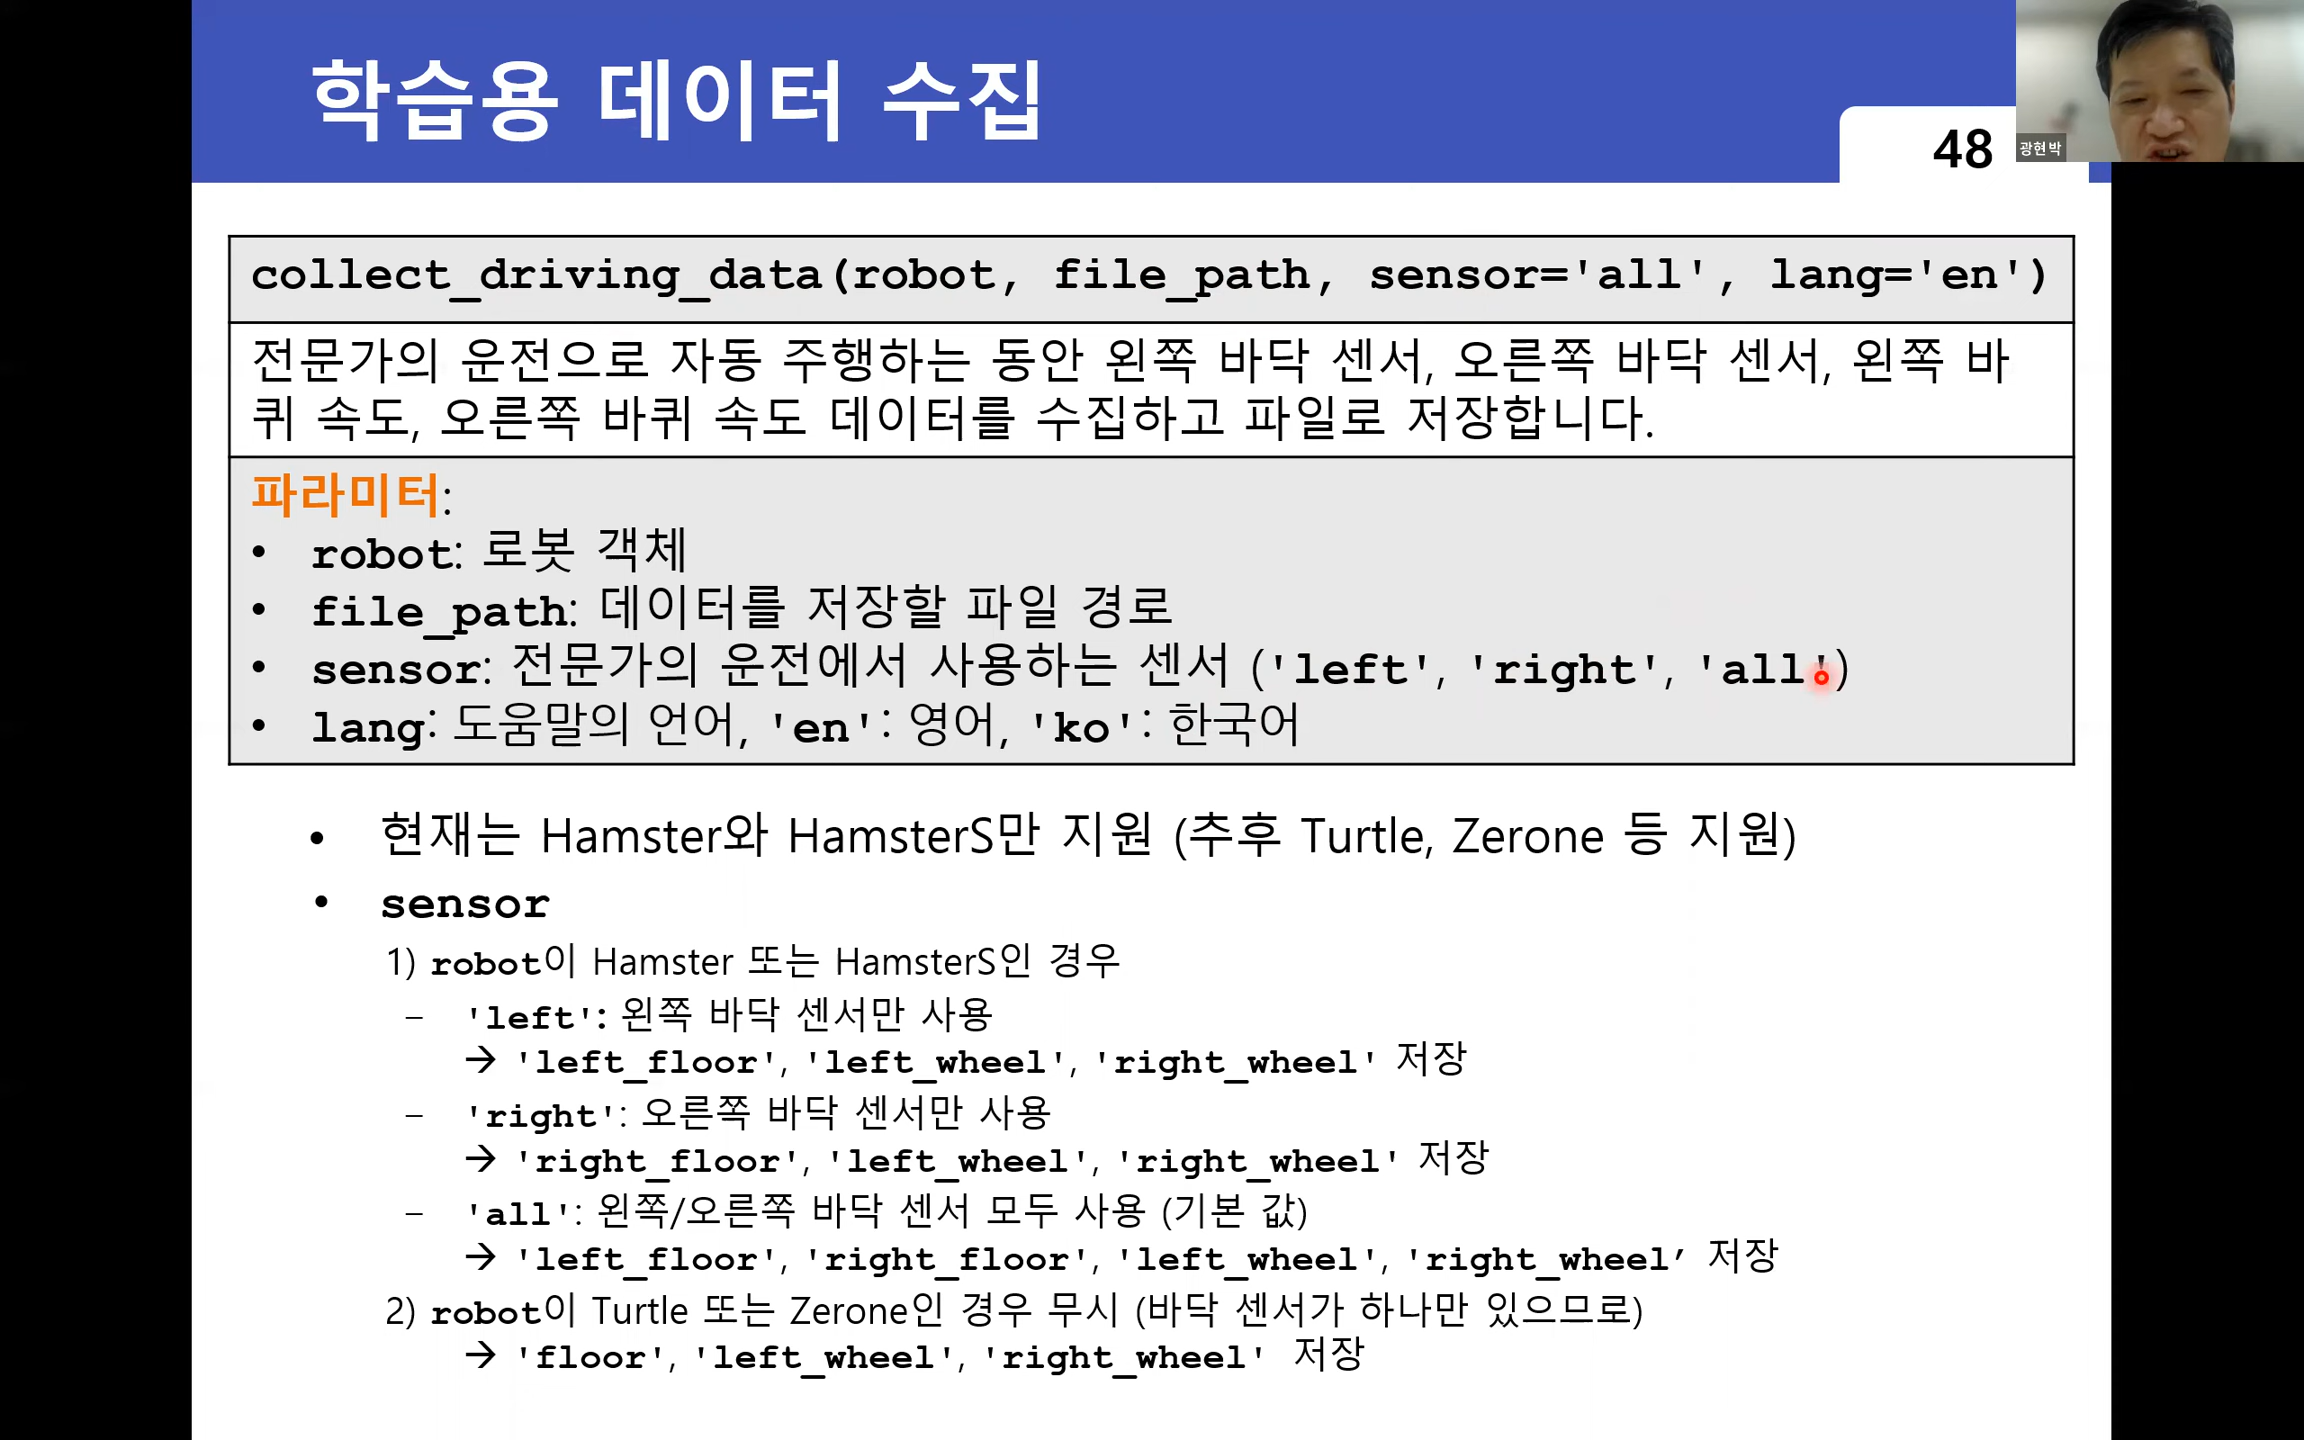 학습용 데이터 수집
48
광현박
collect_driving_data(robot, file_path, sensor='all', lang='en')
전문가의 운전으로 자동 주행하는 동안 왼쪽 바닥 센서, 오른쪽 바닥 센서, 왼쪽 바
퀴 속도, 오른쪽 바퀴 속도 데이터를 수집하고 파일로 저장합니다.
파라미터:
• robot: 로봇 객체
• file_path: 데이터를 저장할 파일 경로
• sensor: 전문가의 운전에서 사용하는 센서 ('left', 'right', 'all')
• lang: 도움말의 언어, 'en': 영어, 'ko': 한국어
• 현재는 Hamster와 HamsterS만 지원 (추후 Turtle, Zerone 등 지원)
• sensor
1) robot이 Hamster 또는 HamsterS인 경우
– 'left': 왼쪽 바닥 센서만 사용
→ 'left_floor', 'left_wheel', 'right_wheel' 저장
– 'right': 오른쪽 바닥 센서만 사용
→ 'right_floor', 'left_wheel', 'right_wheel' 저장
– 'all': 왼쪽/오른쪽 바닥 센서 모두 사용 (기본 값)
→ 'left_floor', 'right_floor', 'left_wheel', 'right_wheel’ 저장
2) robot이 Turtle 또는 Zerone인 경우 무시 (바닥 센서가 하나만 있으므로)
→ 'floor', 'left_wheel', 'right_wheel' 저장